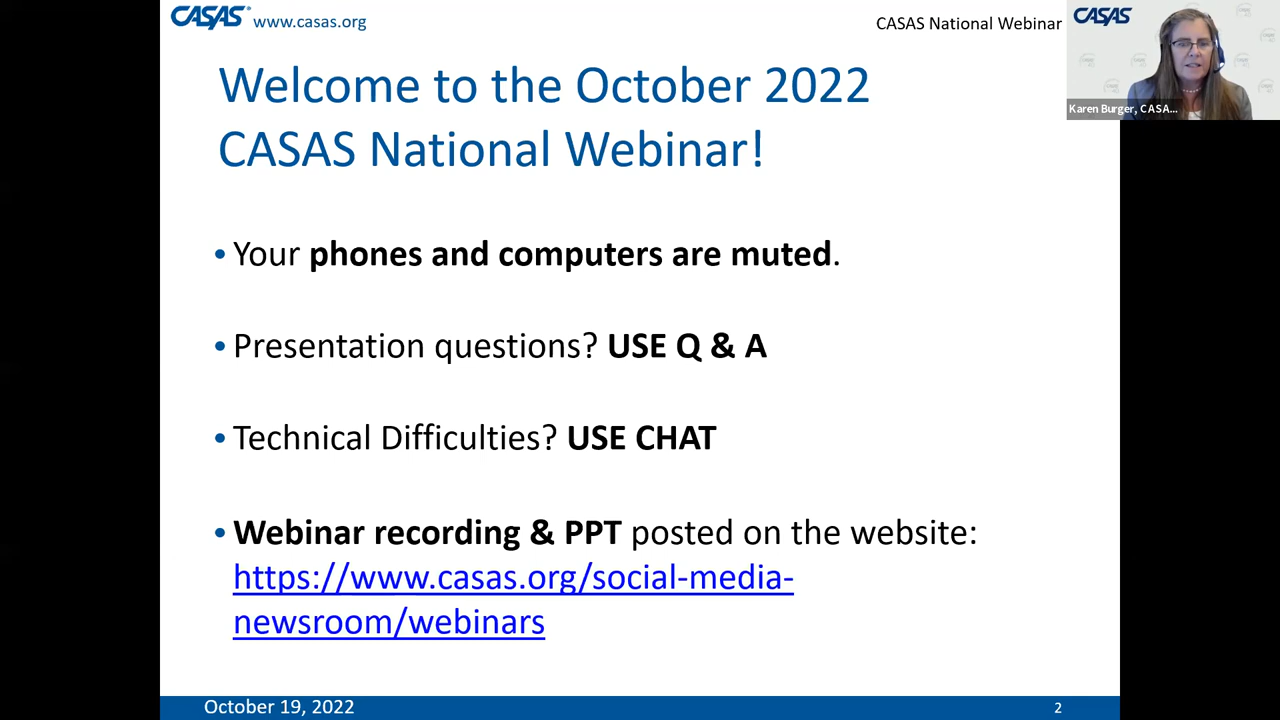 CASAS www.casas.org
CASAS National Webinar
CASAS
Karen Burger, CASA...
Welcome to the October 2022
CASAS National Webinar!
• Your phones and computers are muted.
• Presentation questions? USE Q & A
• Technical Difficulties? USE CHAT
• Webinar recording & PPT posted on the website:
https://www.casas.org/social-media-
newsroom/webinars
October 19, 2022
2